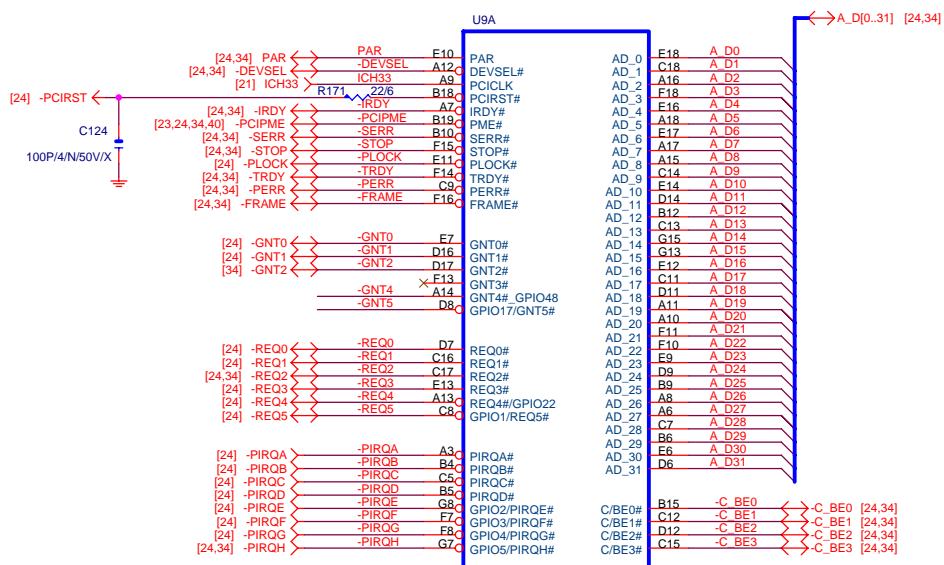 U9A
A_D[0..31] [24,34]
[24,34] PAR PAR E10 PAR AD_0 E18 A_D0
[24,34] -DEVSEL -DEVSEL A12 DEVSEL# AD_1 C18 A_D1
[21] ICH33 ICH33 A9 PCICLK AD_2 A16 A_D2
[24] -PCIRST R171 22/6 B18 PCIRST# AD_3 F18 A_D3
[24,34] -IRDY -IRDY A7 IRDY# AD_4 E16 A_D4
[23,24,34,40] -PCIPME -PCIPME B19 PME# AD_5 A18 A_D5
[24,34] -SERR -SERR B10 SERR# AD_6 E17 A_D6
[24,34] -STOP -STOP F15 STOP# AD_7 A17 A_D7
[24] -PLOCK -PLOCK E11 PLOCK# AD_8 A15 A_D8
[24,34] -TRDY -TRDY F14 TRDY# AD_9 C14 A_D9
[24,34] -PERR -PERR C9 PERR# AD_10 E14 A_D10
[24,34] -FRAME -FRAME F16 FRAME# AD_11 D14 A_D11
C124
100P/4/N/50V/X
AD_12 B12 A_D12
AD_13 C13 A_D13
[24] -GNT0 -GNT0 E7 GNT0# AD_14 G15 A_D14
[24] -GNT1 -GNT1 D16 GNT1# AD_15 G13 A_D15
[34] -GNT2 -GNT2 D17 GNT2# AD_16 E12 A_D16
F13 GNT3# AD_17 C11 A_D17
-GNT4 A14 GNT4#_GPIO48 AD_18 D11 A_D18
-GNT5 D8 GPIO17/GNT5# AD_19 A11 A_D19
AD_20 A10 A_D20
AD_21 F11 A_D21
[24] -REQ0 -REQ0 D7 REQ0# AD_22 F10 A_D22
[24] -REQ1 -REQ1 C16 REQ1# AD_23 E9 A_D23
[24,34] -REQ2 -REQ2 C17 REQ2# AD_24 D9 A_D24
[24] -REQ3 -REQ3 E13 REQ3# AD_25 B9 A_D25
[24] -REQ4 -REQ4 A13 REQ4#/GPIO22 AD_26 A8 A_D26
[24] -REQ5 -REQ5 C8 GPIO1/REQ5# AD_27 A6 A_D27
AD_28 C7 A_D28
AD_29 B6 A_D29
[24] -PIRQA -PIRQA A3 PIRQA# AD_30 E6 A_D30
[24] -PIRQB -PIRQB B4 PIRQB# AD_31 D6 A_D31
[24] -PIRQC -PIRQC C5 PIRQC#
[24] -PIRQD -PIRQD B5 PIRQD#
[24] -PIRQE -PIRQE G8 GPIO2/PIRQE# C/BE0# B15 -C_BE0 -C_BE0 [24,34]
[24] -PIRQF -PIRQF F7 GPIO3/PIRQF# C/BE1# C12 -C_BE1 -C_BE1 [24,34]
[24] -PIRQG -PIRQG F8 GPIO4/PIRQG# C/BE2# D12 -C_BE2 -C_BE2 [24,34]
[24,34] -PIRQH -PIRQH G7 GPIO5/PIRQH# C/BE3# C15 -C_BE3 -C_BE3 [24,34]